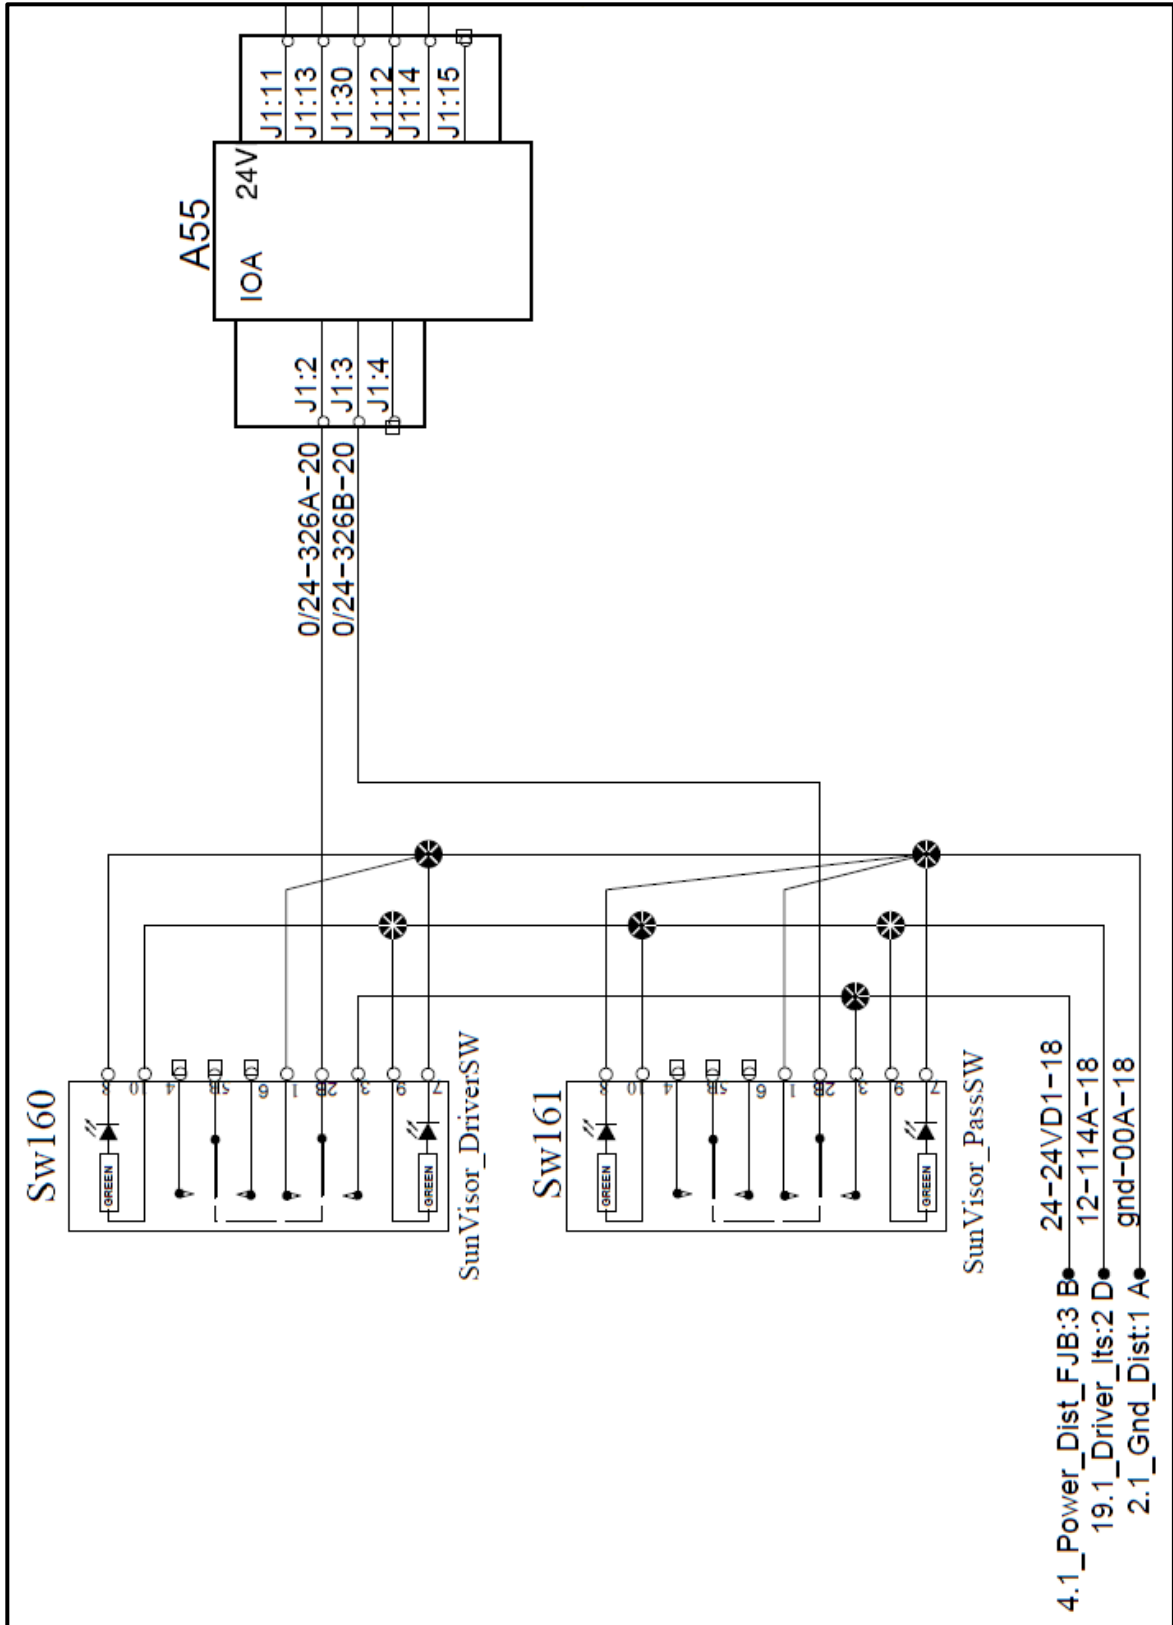 A55
IOA 24V
J1:11
J1:13
J1:30
J1:12
J1:14
J1:15
J1:2
J1:3
J1:4
0/24-326A-20
0/24-326B-20
Sw160
8
10
4
5B
6
1
2B
3
9
7
GREEN
GREEN
SunVisor_DriverSW
Sw161
8
10
4
5B
6
1
2B
3
9
7
GREEN
GREEN
SunVisor_PassSW
4.1_Power_Dist_FJB:3 B 24-24VD1-18
19.1_Driver_lts:2 D 12-114A-18
2.1_Gnd_Dist:1 A gnd-00A-18